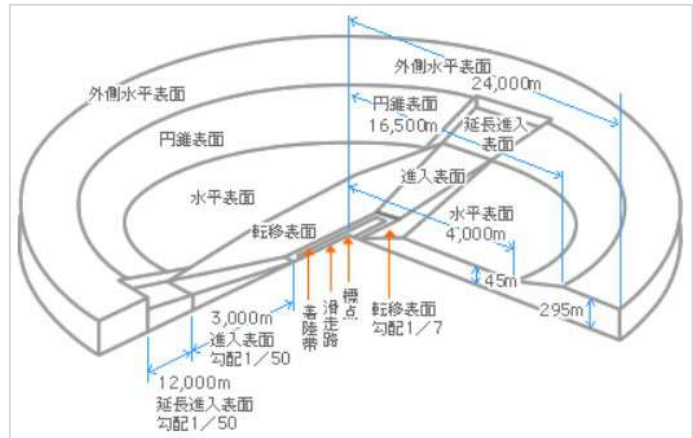 外側水平表面
24,000m
外側水平表面
円錐表面
16,500m
延長進入
表面
円錐表面
進入表面
水平表面
水平表面
4,000m
転移表面
45m
295m
3,000m
進入表面
勾配1/50
着陸帯
滑走路
標点
転移表面
勾配1/7
12,000m
延長進入表面
勾配1/50